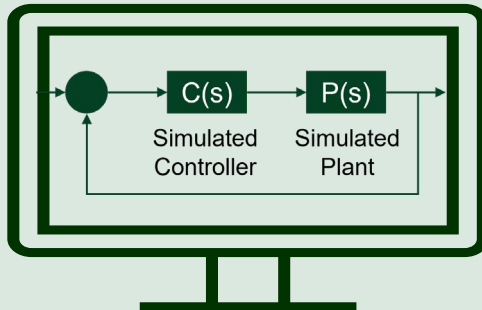 C(s)
P(s)
Simulated
Controller
Simulated
Plant